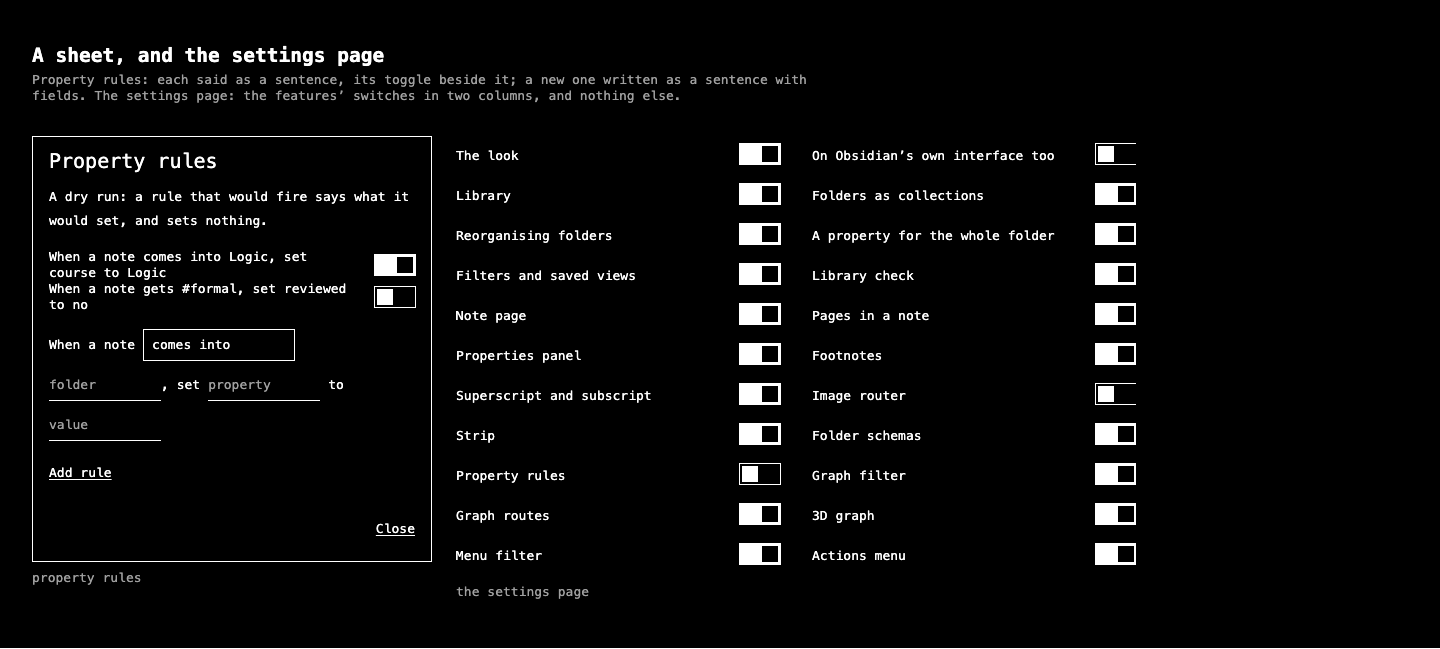 A sheet, and the settings page
Property rules: each said as a sentence, its toggle beside it; a new one written as a sentence with
fields. The settings page: the features’ switches in two columns, and nothing else.
Property rules
A dry run: a rule that would fire says what it
would set, and sets nothing.
When a note comes into Logic, set
course to Logic
When a note gets #formal, set reviewed
to no
When a note comes into
folder , set property to
value
Add rule
Close
property rules
The look
Library
Reorganising folders
Filters and saved views
Note page
Properties panel
Superscript and subscript
Strip
Property rules
Graph routes
Menu filter
On Obsidian’s own interface too
Folders as collections
A property for the whole folder
Library check
Pages in a note
Footnotes
Image router
Folder schemas
Graph filter
3D graph
Actions menu
the settings page